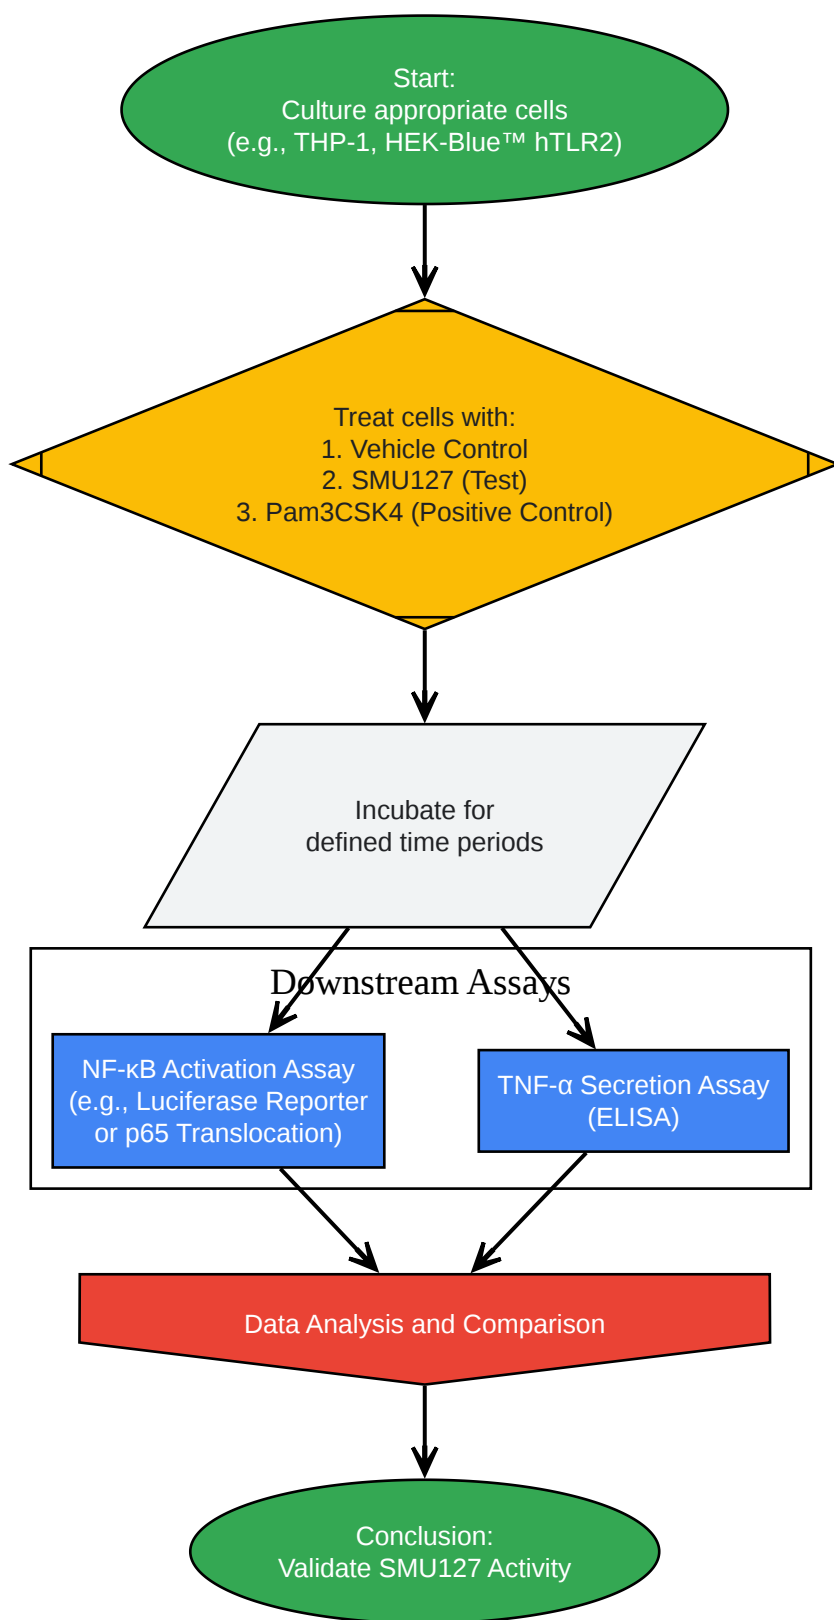 Start:
Culture appropriate cells
(e.g., THP-1, HEK-Blue™ hTLR2)
Treat cells with:
1. Vehicle Control
2. SMU127 (Test)
3. Pam3CSK4 (Positive Control)
Incubate for
defined time periods
Downstream Assays
NF-κB Activation Assay
(e.g., Luciferase Reporter
or p65 Translocation)
TNF-α Secretion Assay
(ELISA)
Data Analysis and Comparison
Conclusion:
Validate SMU127 Activity